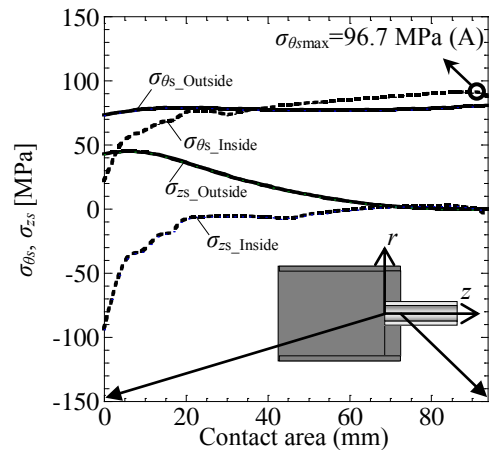 σθsmax=96.7 MPa (A)
σθs_Outside
σθs_Inside
σzs_Outside
σzs_Inside
r
z
σθs, σzs [MPa]
150
100
50
0
-50
-100
-150
0 20 40 60 80
Contact area (mm)